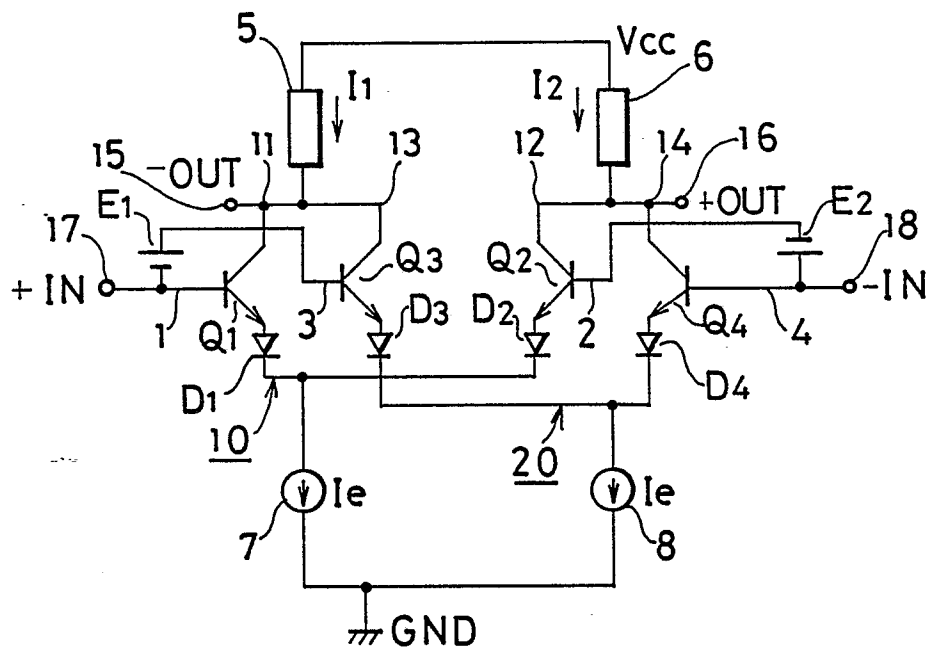 5
Vcc
6
I1
I2
11
13
12
14
16
15
-OUT
+OUT
E1
E2
17
18
+IN
Q3
Q2
-IN
1
Q1
3
D3
D2
2
Q4
4
D1
D4
10
20
Ie
Ie
7
8
GND